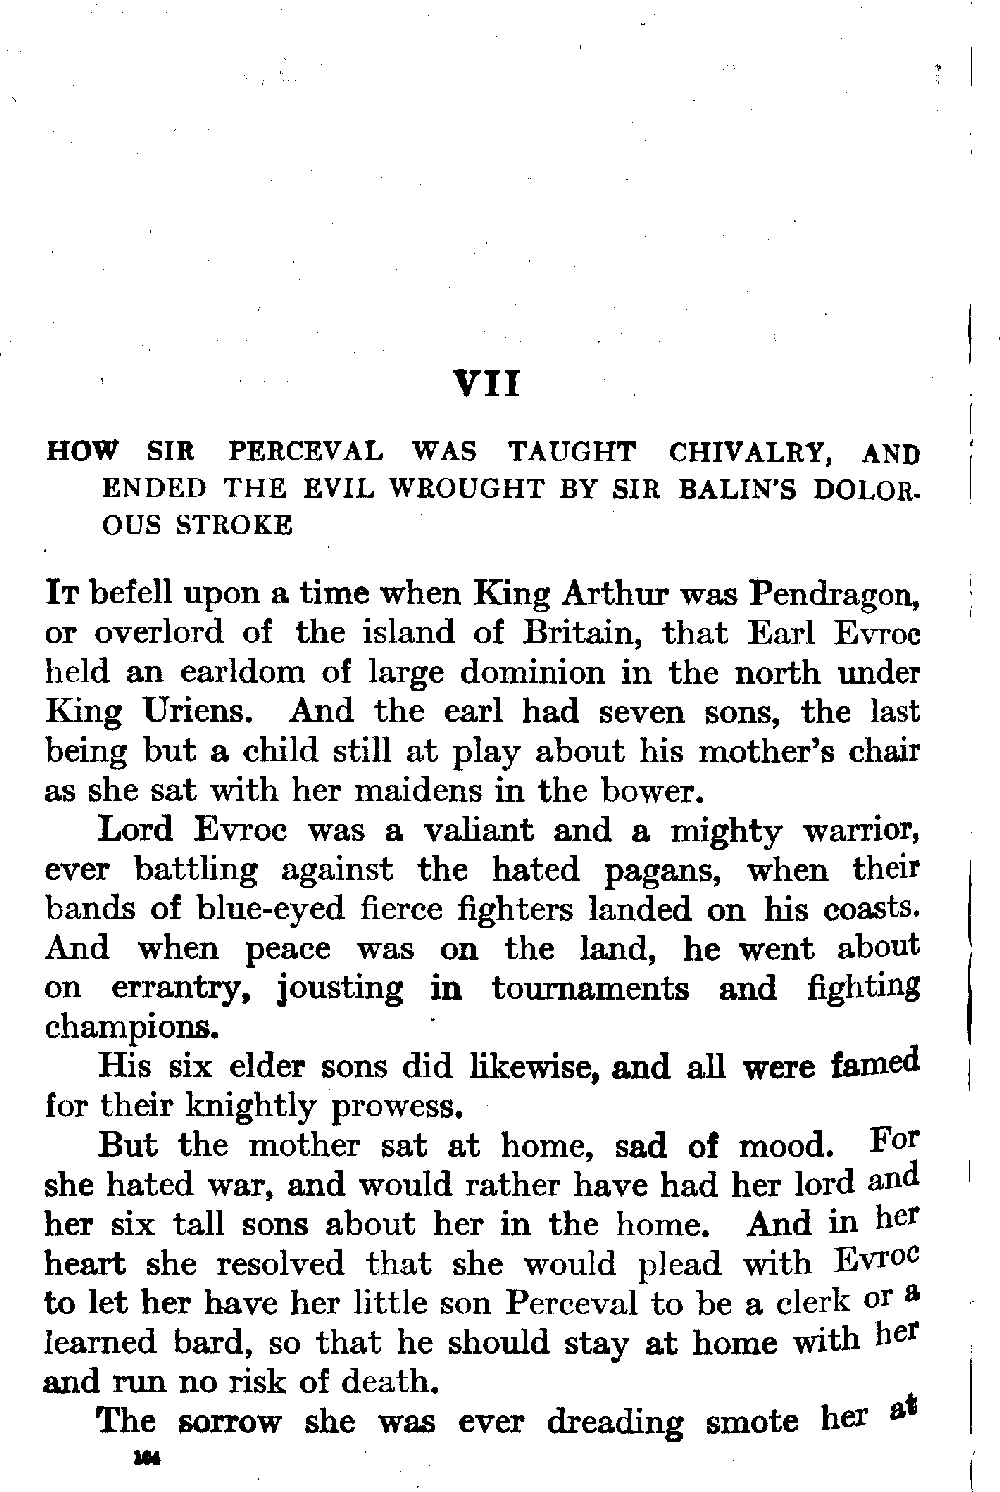 VII
HOW SIR PERCEVAL WAS TAUGHT CHIVALRY, AND
ENDED THE EVIL WROUGHT BY SIR BALIN'S DOLOR-
OUS STROKE
IT befell upon a time when King Arthur was Pendragon,
or overlord of the island of Britain, that Earl Evroc
held an earldom of large dominion in the north under
King Uriens. And the earl had seven sons, the last
being but a child still at play about his mother's chair
as she sat with her maidens in the bower.
Lord Evroc was a valiant and a mighty warrior,
ever battling against the hated pagans, when their
bands of blue-eyed fierce fighters landed on his coasts.
And when peace was on the land, he went about
on errantry, jousting in tournaments and fighting
champions.
His six elder sons did likewise, and all were famed
for their knightly prowess.
But the mother sat at home, sad of mood. For
she hated war, and would rather have had her lord and
her six tall sons about her in the home. And in her
heart she resolved that she would plead with Evroc
to let her have her little son Perceval to be a clerk or a
learned bard, so that he should stay at home with her
and run no risk of death.
The sorrow she was ever dreading smote her at
164